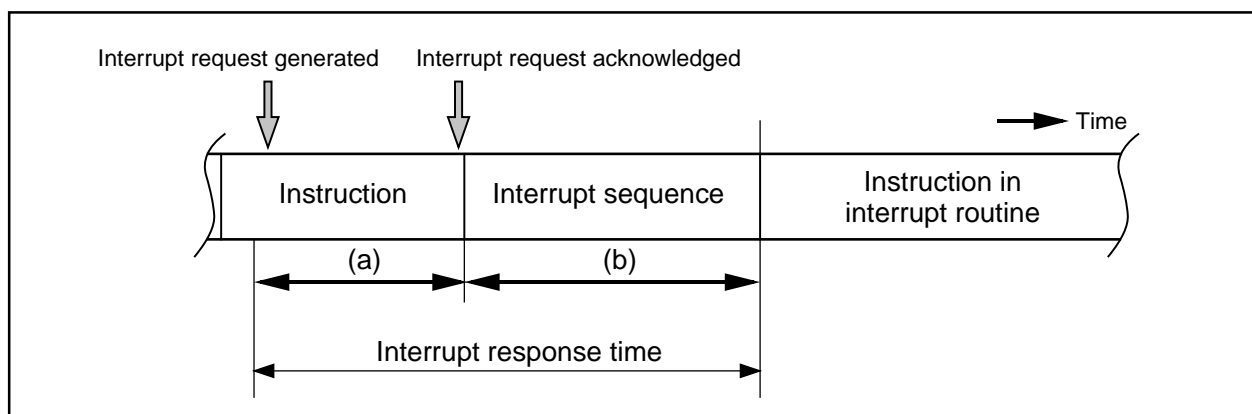 Interrupt request generated
Interrupt request acknowledged
Time
Instruction
Interrupt sequence
Instruction in
interrupt routine
(a)
(b)
Interrupt response time